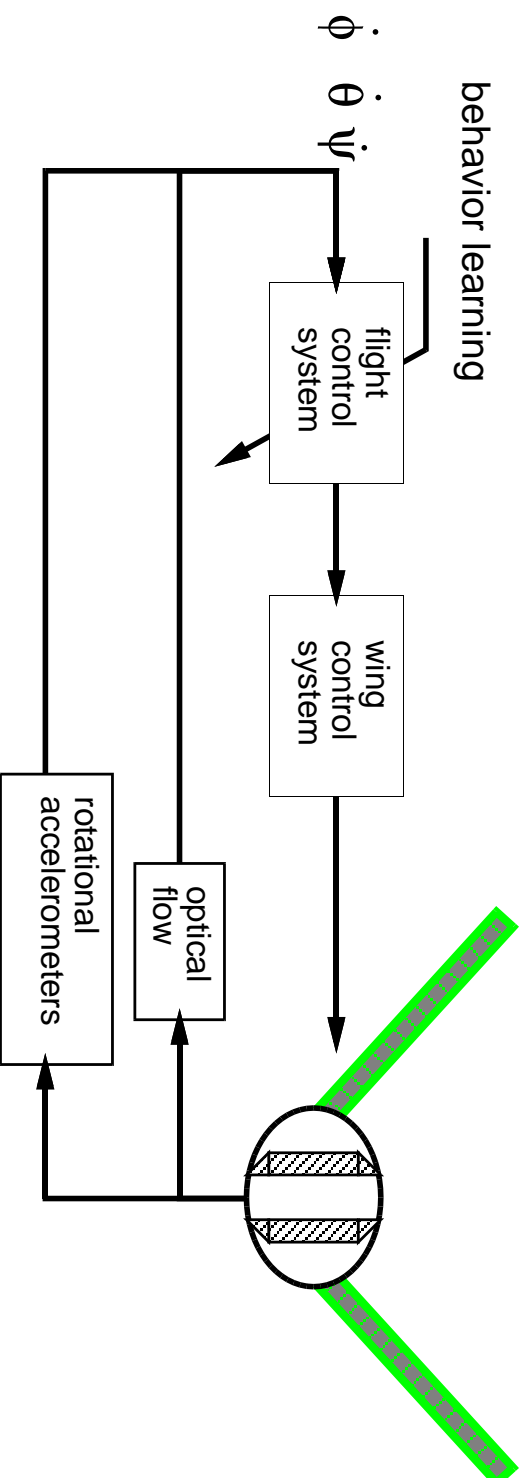 behavior learning
φ̇ θ̇ ψ̇
flight
control
system
wing
control
system
optical
flow
rotational
accelerometers